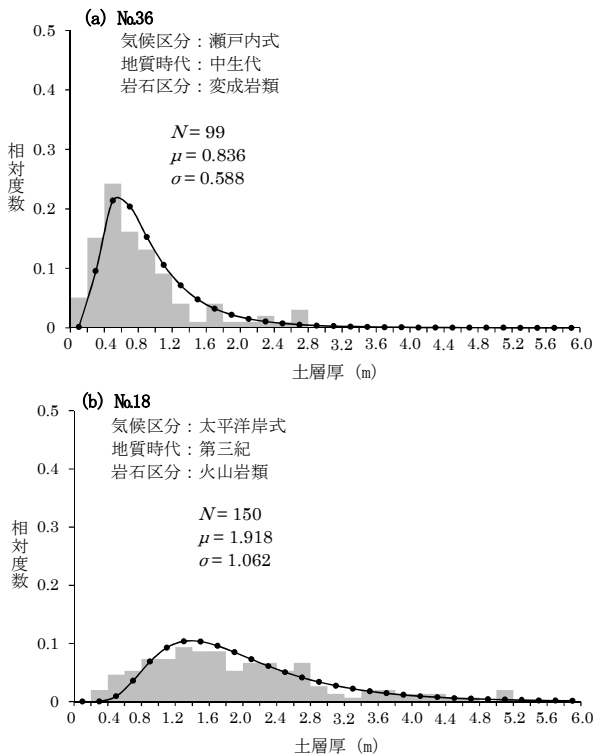 (a) №36
0.5
気候区分：瀬戸内式
地質時代：中生代
0.4
岩石区分：変成岩類
N = 99
0.3
μ = 0.836
σ = 0.588
相対度数
0.2
0.1
0
0 0.4 0.8 1.2 1.6 2.0 2.4 2.8 3.2 3.6 4.0 4.4 4.8 5.2 5.6 6.0
土層厚（m）
(b) №18
0.5
気候区分：太平洋岸式
地質時代：第三紀
0.4
岩石区分：火山岩類
N = 150
0.3
μ = 1.918
σ = 1.062
相対度数
0.2
0.1
0
0 0.4 0.8 1.2 1.6 2.0 2.4 2.8 3.2 3.6 4.0 4.4 4.8 5.2 5.6 6.0
土層厚（m）